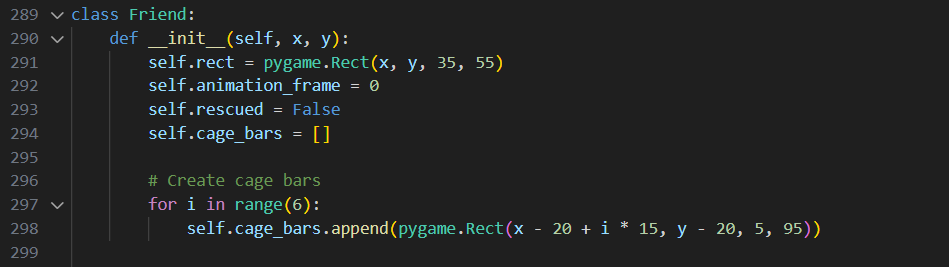 289 class Friend:
290     def __init__(self, x, y):
291         self.rect = pygame.Rect(x, y, 35, 55)
292         self.animation_frame = 0
293         self.rescued = False
294         self.cage_bars = []
295
296         # Create cage bars
297         for i in range(6):
298             self.cage_bars.append(pygame.Rect(x - 20 + i * 15, y - 20, 5, 95))
299